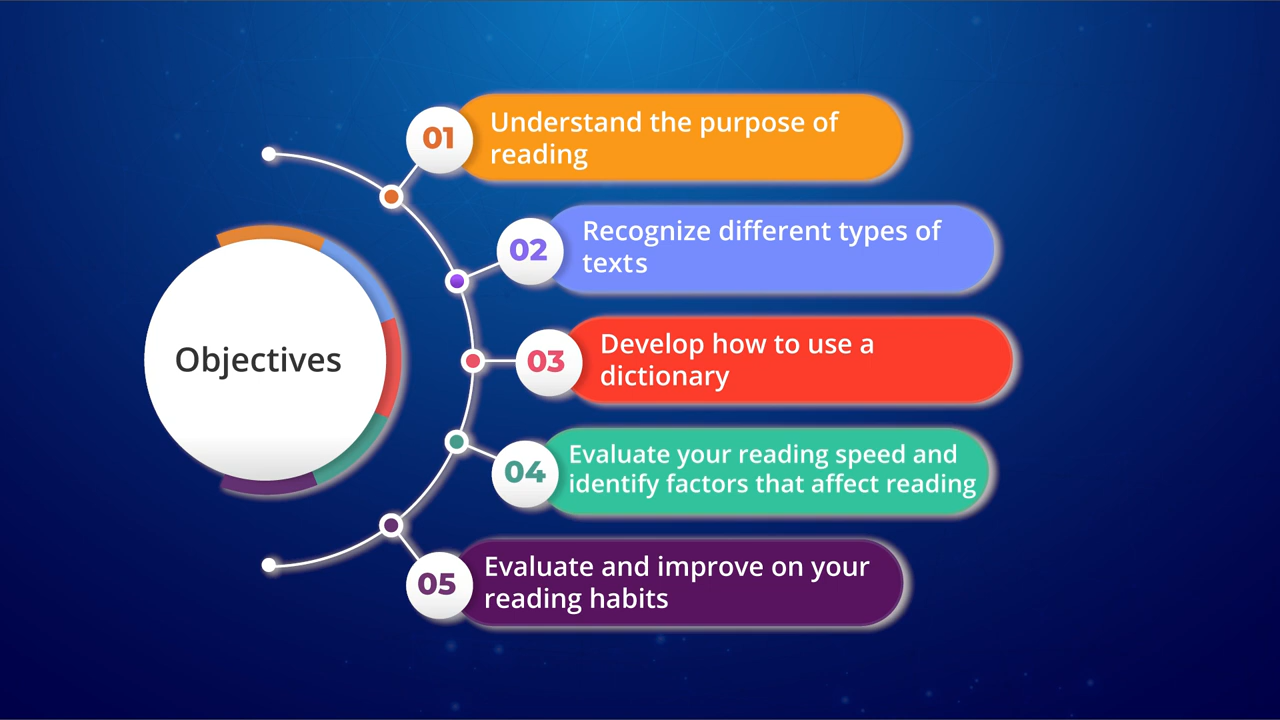 Objectives
01
Understand the purpose of
reading
02
Recognize different types of
texts
03
Develop how to use a
dictionary
04
Evaluate your reading speed and
identify factors that affect reading
05
Evaluate and improve on your
reading habits